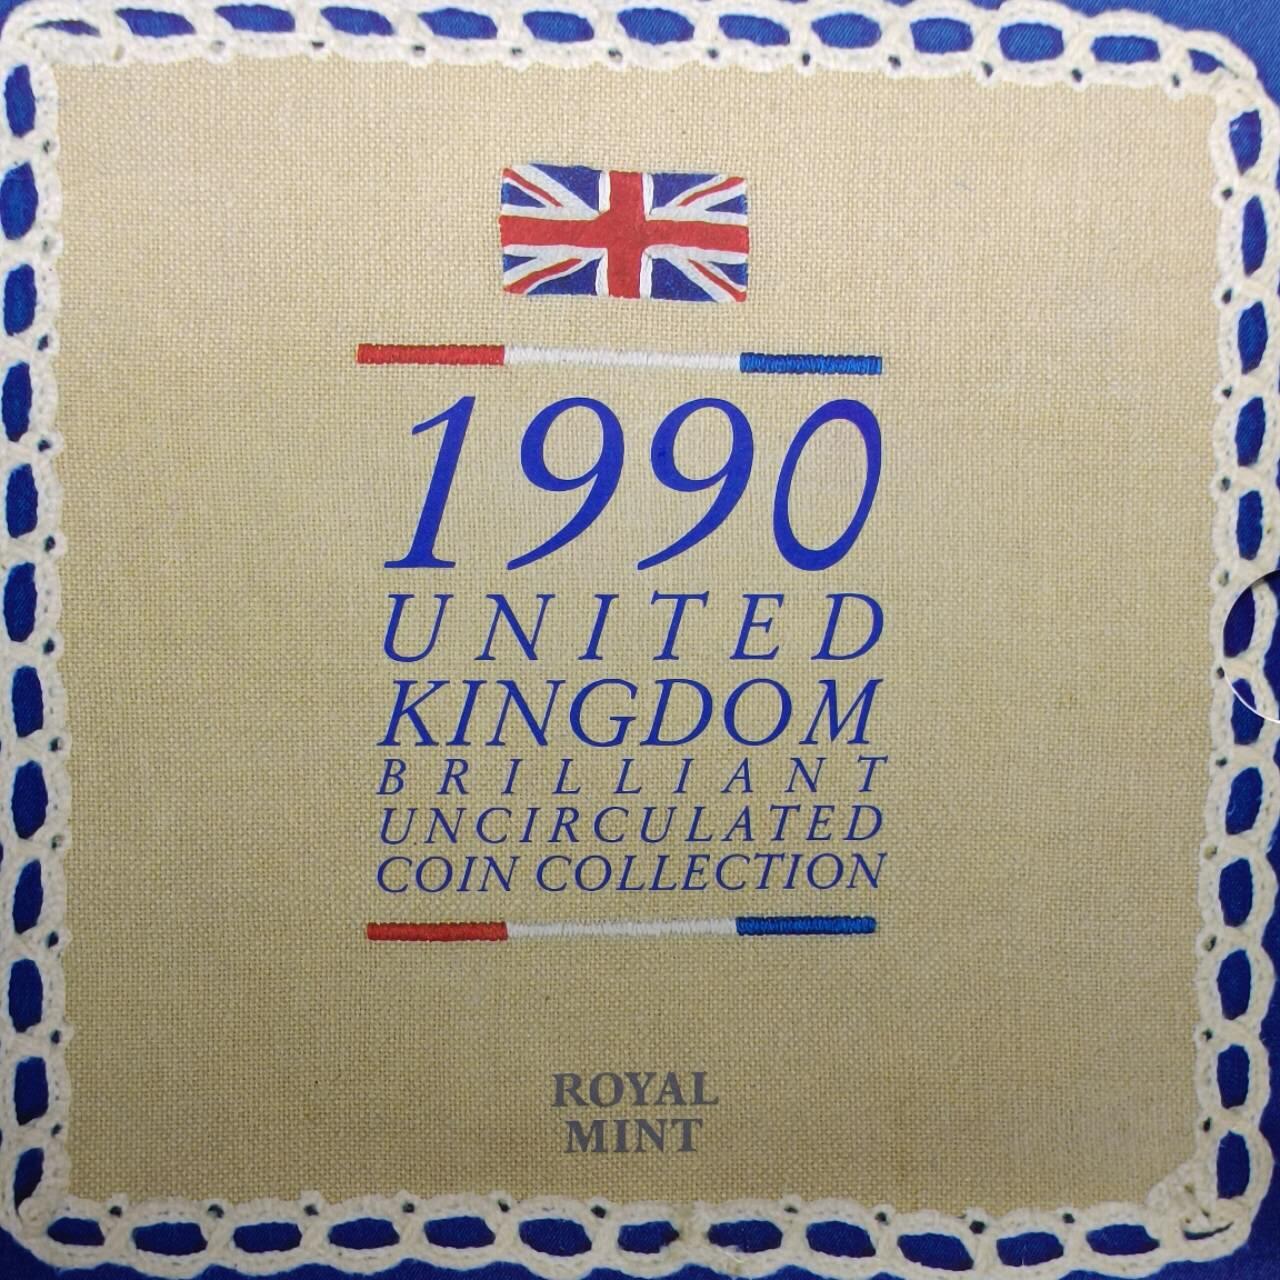 1990
UNITED
KINGDOM
BRILLIANT
UNCIRCULATED
COIN COLLECTION
ROYAL
MINT